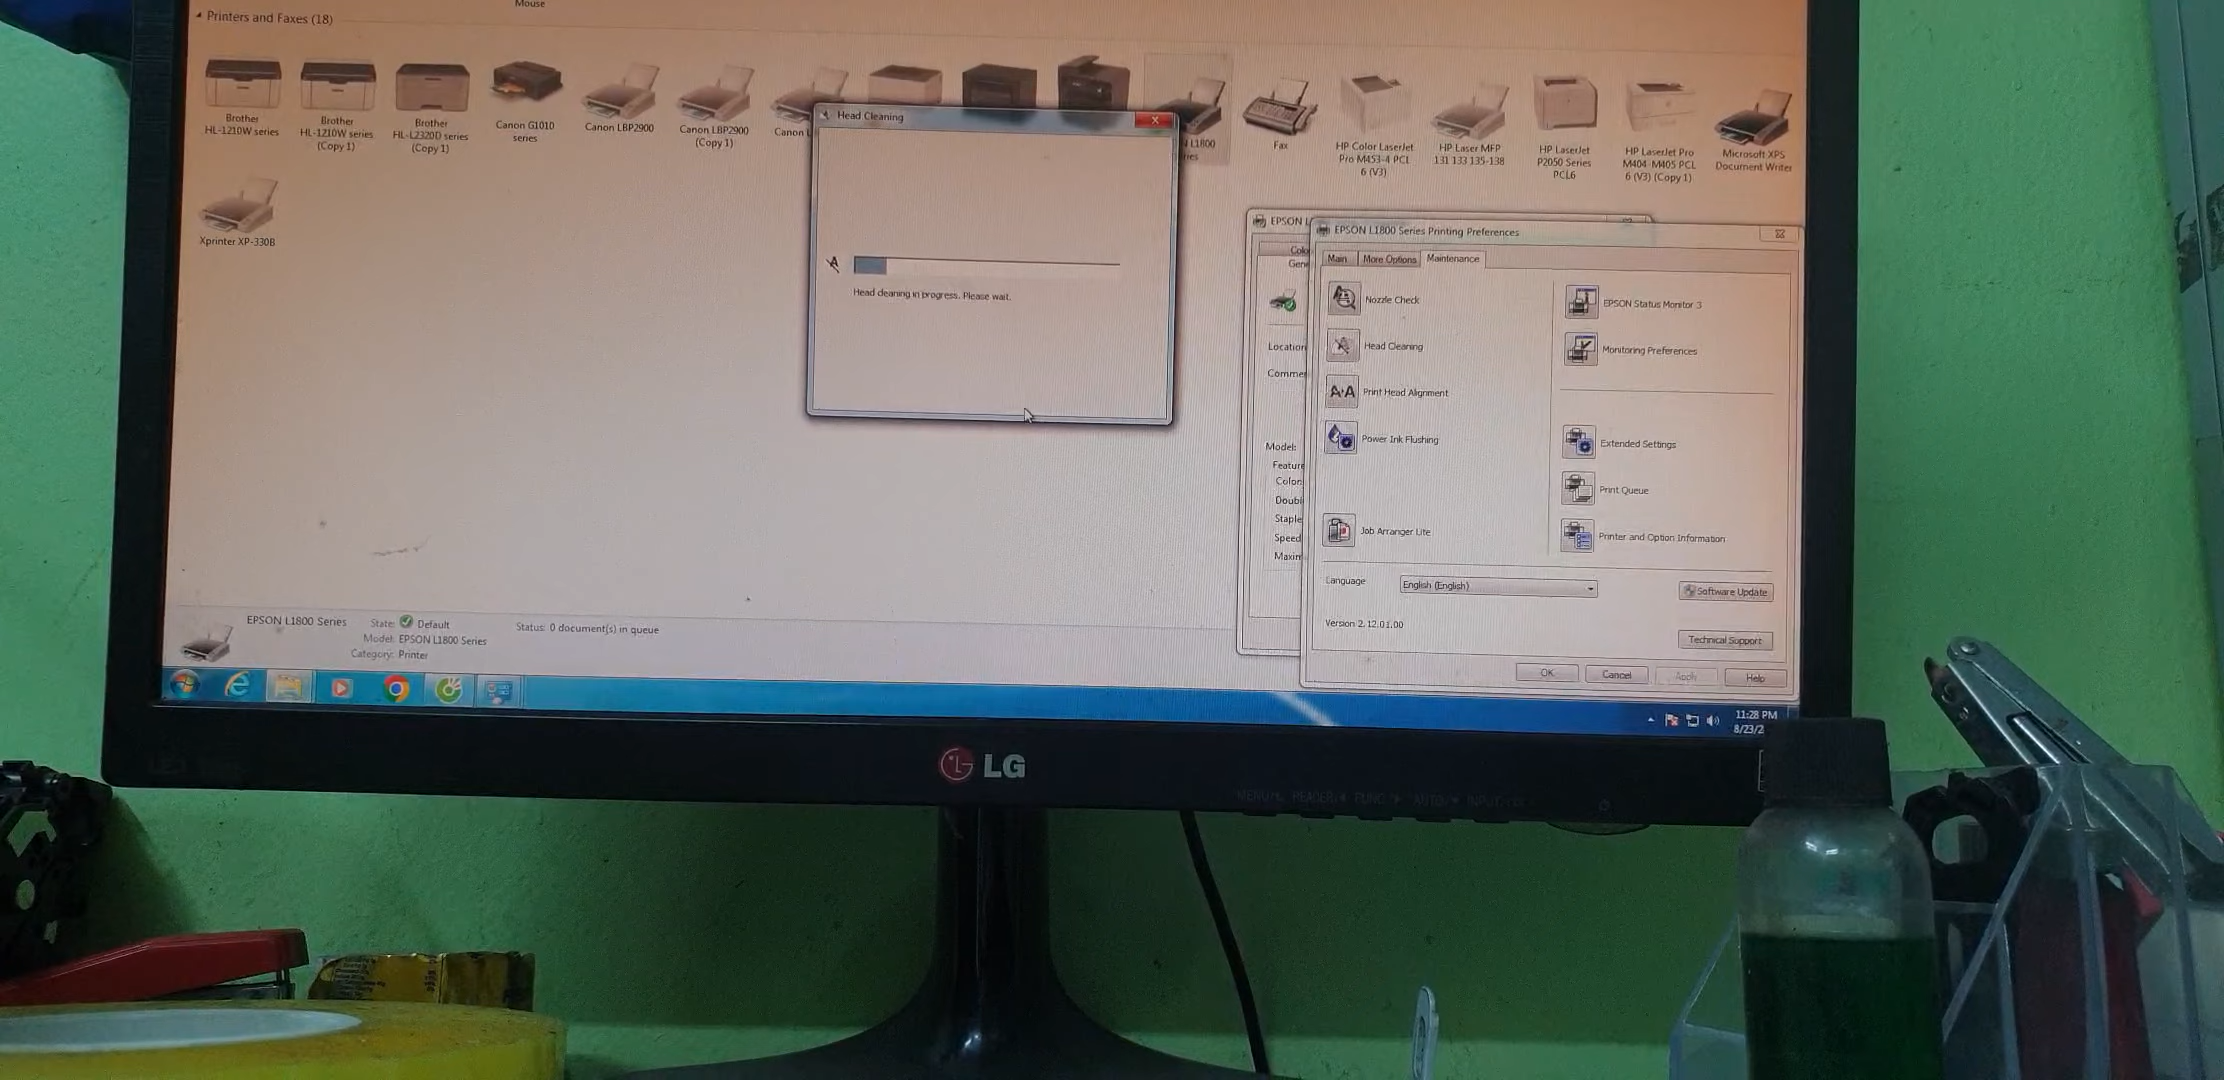 Mouse
Printers and Faxes (18)
Brother
HL-1210W series
Brother
HL-1210W series
(Copy 1)
Brother
HL-L2320D series
(Copy 1)
Canon G1010
series
Canon LBP2900
Canon LBP2900
(Copy 1)
Canon L
L1800
ries
Fax
HP Color LaserJet
Pro M453-4 PCL
6 (V3)
HP Laser MFP
131 133 135-138
HP LaserJet
P2050 Series
PCL6
HP LaserJet Pro
M404-M405 PCL
6 (V3) (Copy 1)
Microsoft XPS
Document Writer
Xprinter XP-330B
Head Cleaning
Head cleaning in progress. Please wait.
EPSON L
Colo
Gen
Location
Comme
Model:
Feature
Color:
Doubl
Staple
Speed
Maxim
EPSON L1800 Series Printing Preferences
Main
More Options
Maintenance
Nozzle Check
Head Cleaning
Print Head Alignment
Power Ink Flushing
Job Arranger Lite
EPSON Status Monitor 3
Monitoring Preferences
Extended Settings
Print Queue
Printer and Option Information
Language
English (English)
Software Update
Version 2.12.01.00
Technical Support
OK
Cancel
Apply
Help
EPSON L1800 Series
State: Default
Status: 0 document(s) in queue
Model: EPSON L1800 Series
Category: Printer
11:28 PM
8/23/2
LG